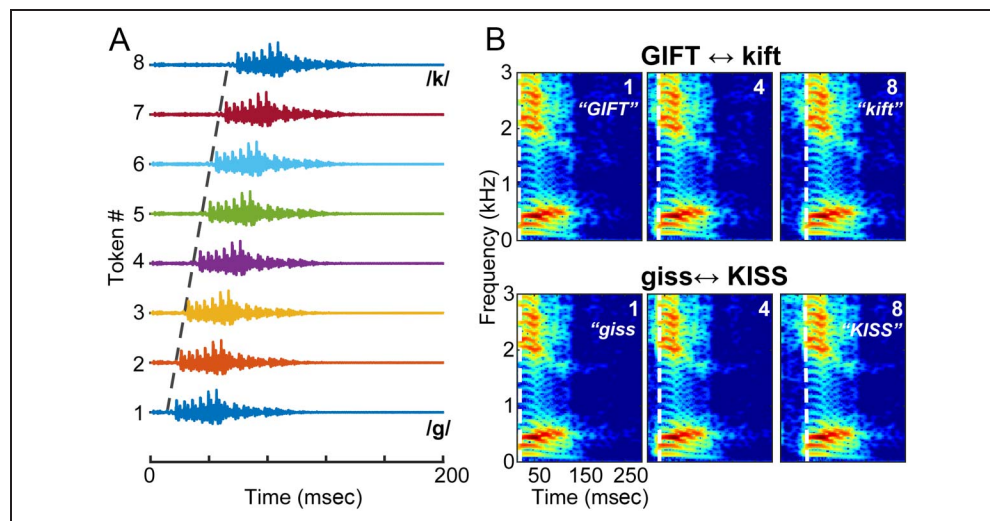 A
8
/k/
7
6
5
4
3
2
1
/g/
Token #
0
200
Time (msec)
B
GIFT ↔ kift
3
2
1
0
1
"GIFT"
4
8
"kift"
Frequency (kHz)
giss↔ KISS
3
2
1
0
1
"giss
4
8
"KISS"
50 150 250
Time (msec)